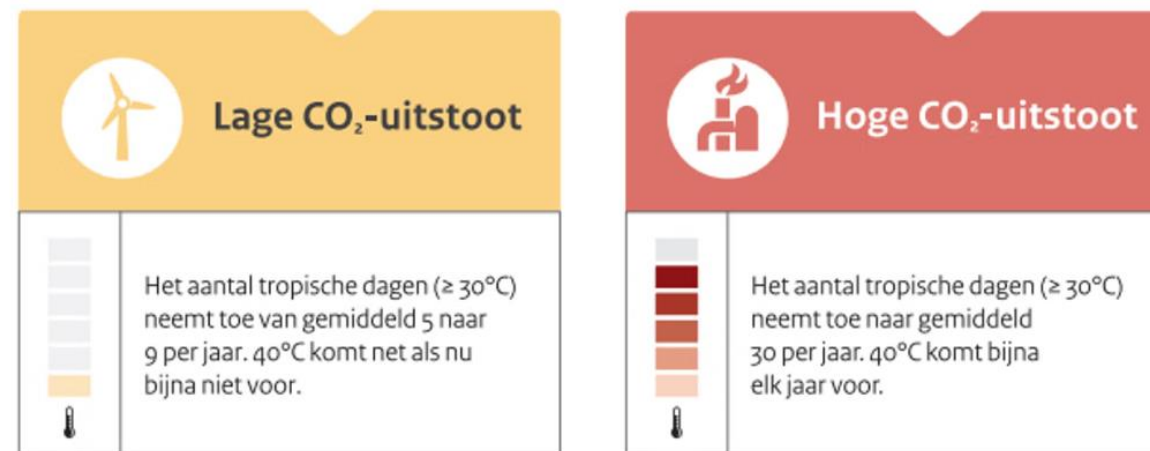 Lage CO₂-uitstoot
Het aantal tropische dagen (≥ 30°C)
neemt toe van gemiddeld 5 naar
9 per jaar. 40°C komt net als nu
bijna niet voor.
Hoge CO₂-uitstoot
Het aantal tropische dagen (≥ 30°C)
neemt toe naar gemiddeld
30 per jaar. 40°C komt bijna
elk jaar voor.